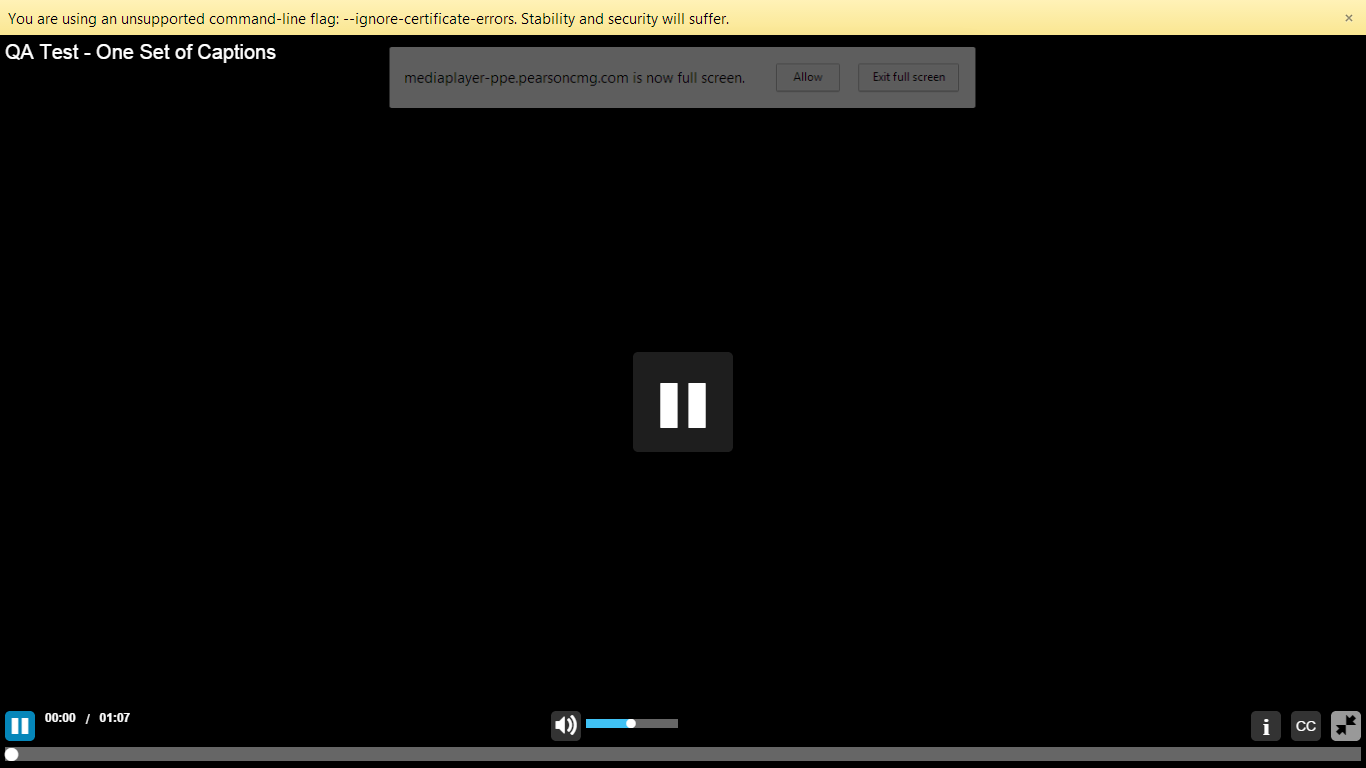 You are using an unsupported command-line flag: --ignore-certificate-errors. Stability and security will suffer.
QA Test - One Set of Captions
mediaplayer-ppe.pearsoncmg.com is now full screen. Allow Exit full screen
00:00 / 01:07
i CC